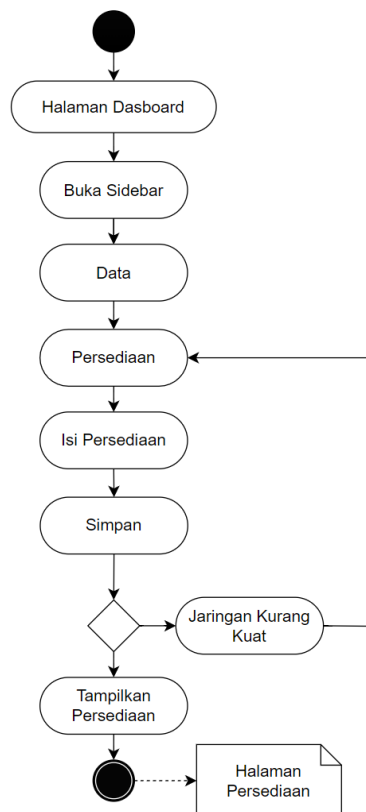 Halaman Dasboard
Buka Sidebar
Data
Persediaan
Isi Persediaan
Simpan
Jaringan Kurang
Kuat
Tampilkan
Persediaan
Halaman
Persediaan